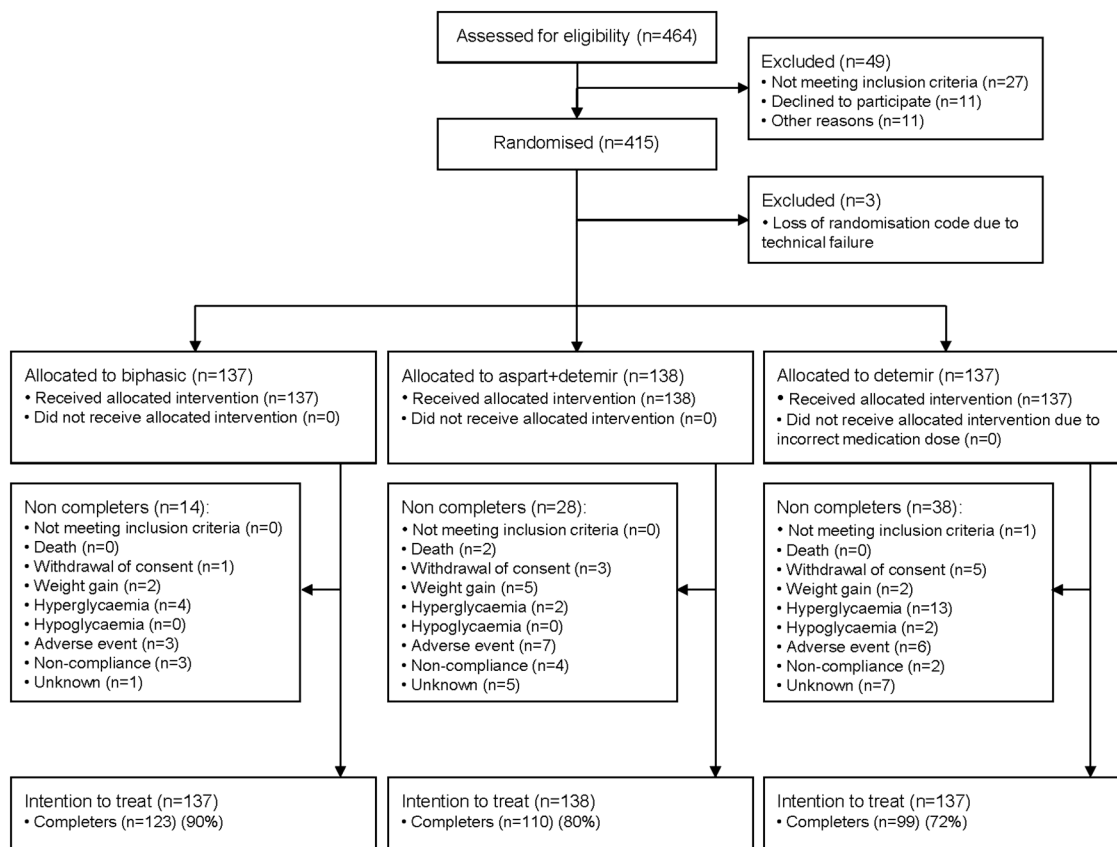 Assessed for eligibility (n=464)
Excluded (n=49)
• Not meeting inclusion criteria (n=27)
• Declined to participate (n=11)
• Other reasons (n=11)
Randomised (n=415)
Excluded (n=3)
• Loss of randomisation code due to
technical failure
Allocated to biphasic (n=137)
• Received allocated intervention (n=137)
• Did not receive allocated intervention (n=0)
Allocated to aspart+detemir (n=138)
• Received allocated intervention (n=138)
• Did not receive allocated intervention (n=0)
Allocated to detemir (n=137)
• Received allocated intervention (n=137)
• Did not receive allocated intervention due to
incorrect medication dose (n=0)
Non completers (n=14):
• Not meeting inclusion criteria (n=0)
• Death (n=0)
• Withdrawal of consent (n=1)
• Weight gain (n=2)
• Hyperglycaemia (n=4)
• Hypoglycaemia (n=0)
• Adverse event (n=3)
• Non-compliance (n=3)
• Unknown (n=1)
Non completers (n=28):
• Not meeting inclusion criteria (n=0)
• Death (n=2)
• Withdrawal of consent (n=3)
• Weight gain (n=5)
• Hyperglycaemia (n=2)
• Hypoglycaemia (n=0)
• Adverse event (n=7)
• Non-compliance (n=4)
• Unknown (n=5)
Non completers (n=38):
• Not meeting inclusion criteria (n=1)
• Death (n=0)
• Withdrawal of consent (n=5)
• Weight gain (n=2)
• Hyperglycaemia (n=13)
• Hypoglycaemia (n=2)
• Adverse event (n=6)
• Non-compliance (n=2)
• Unknown (n=7)
Intention to treat (n=137)
• Completers (n=123) (90%)
Intention to treat (n=138)
• Completers (n=110) (80%)
Intention to treat (n=137)
• Completers (n=99) (72%)